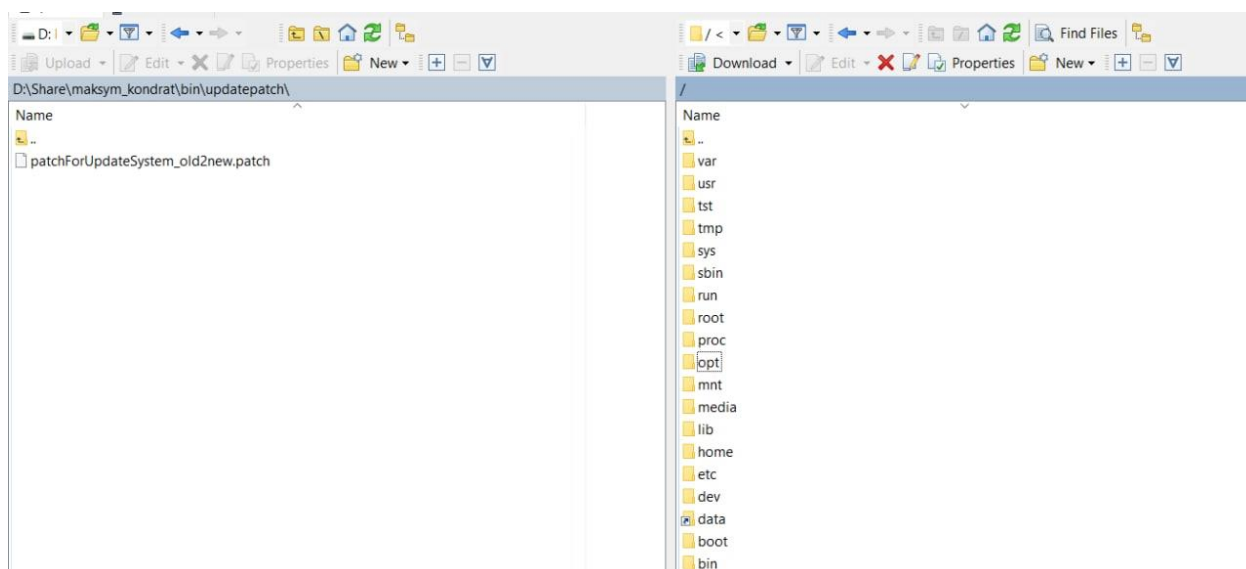 D:
Upload Edit Properties New
D:\Share\maksym_kondrat\bin\updatepatch\
Name
..
patchForUpdateSystem_old2new.patch
/ < Find Files
Download Edit Properties New
/
Name
..
var
usr
tst
tmp
sys
sbin
run
root
proc
opt
mnt
media
lib
home
etc
dev
data
boot
bin